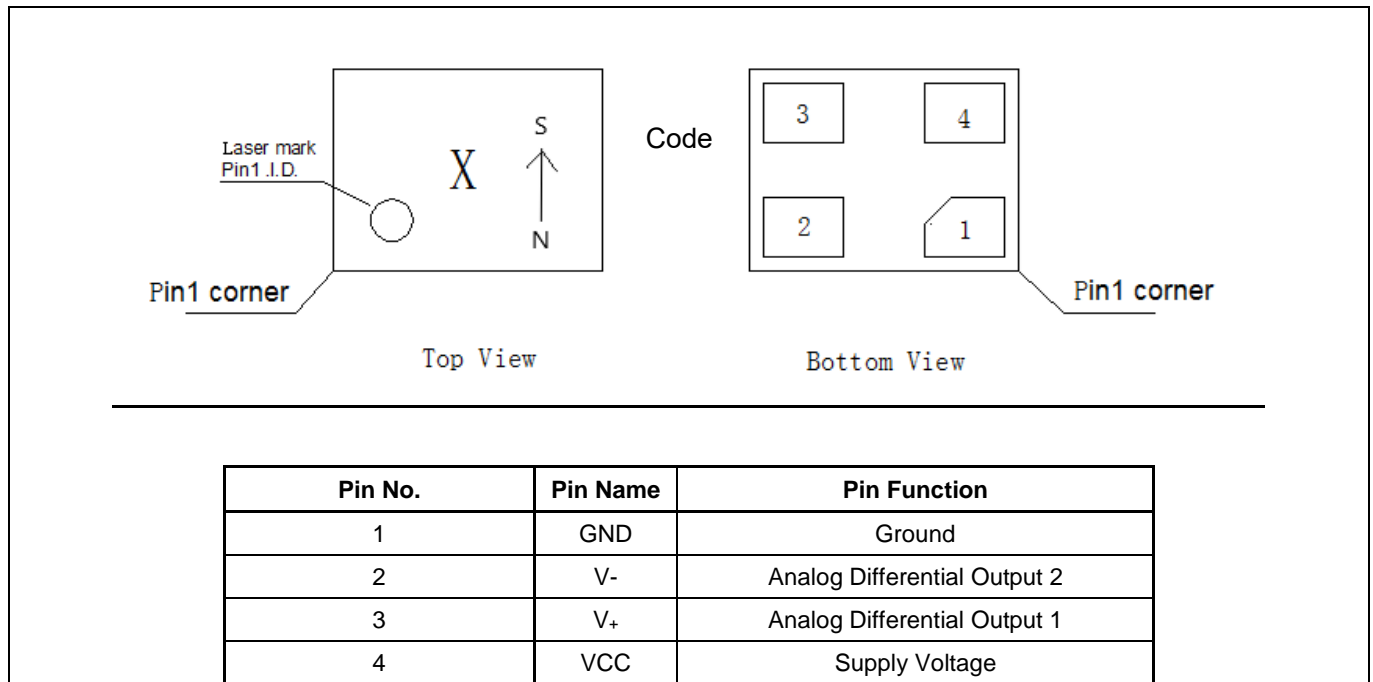 S
Code
3
4
Laser mark
Pin1 .I.D.
X
N
2
1
Pin1 corner
Pin1 corner
Top View
Bottom View
Pin No. Pin Name Pin Function
1 GND Ground
2 V- Analog Differential Output 2
3 V+ Analog Differential Output 1
4 VCC Supply Voltage